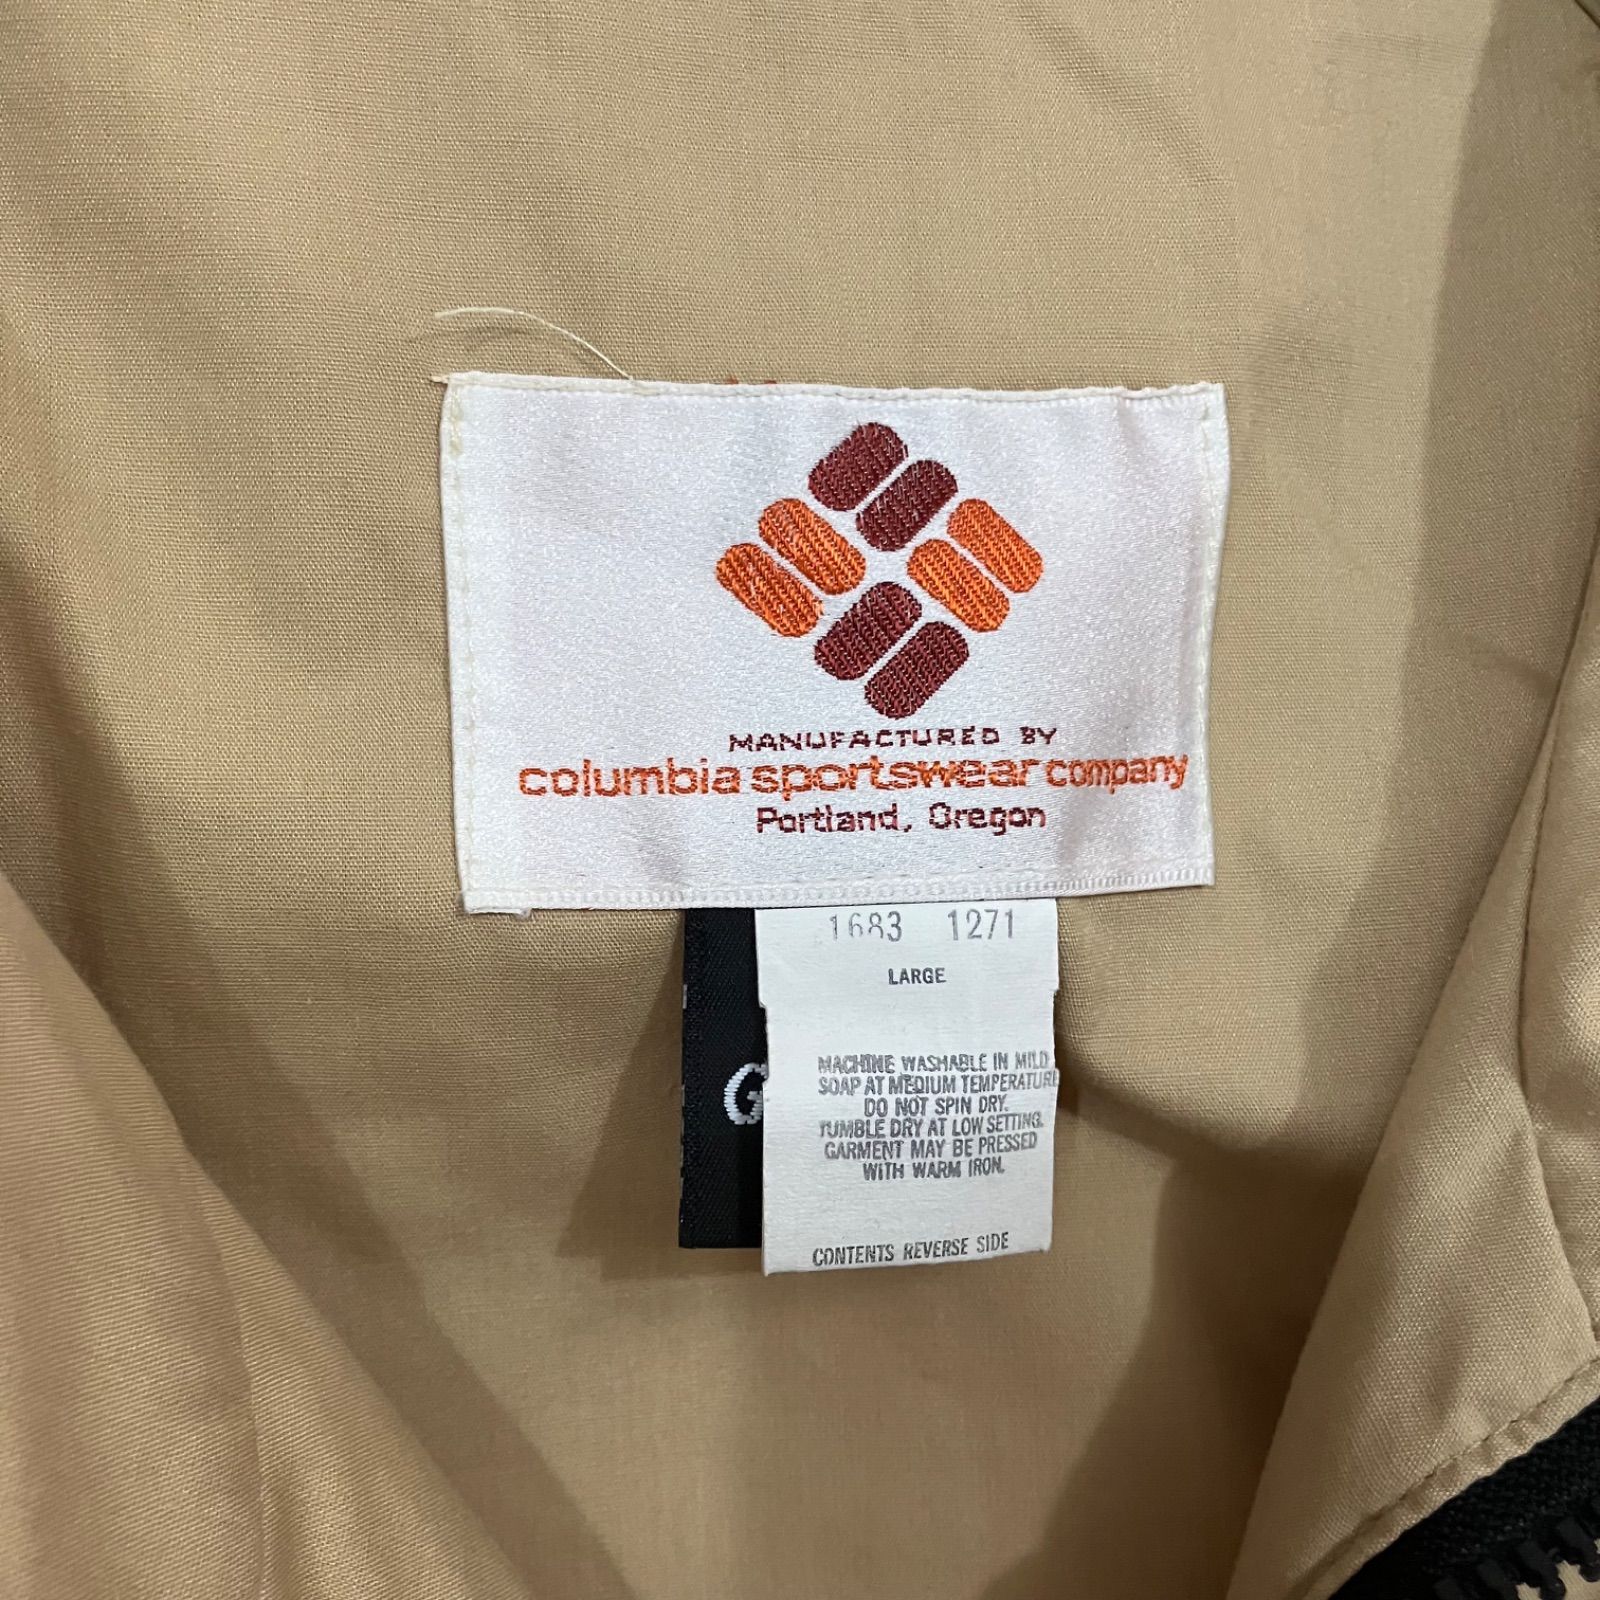 MANUFACTURED BY
columbia sportswear company
Portland, Oregon
1683 1271
LARGE
MACHINE WASHABLE IN MILD
SOAP AT MEDIUM TEMPERATURE
DO NOT SPIN DRY.
TUMBLE DRY AT LOW SETTING.
GARMENT MAY BE PRESSED
WITH WARM IRON.
CONTENTS REVERSE SIDE
G